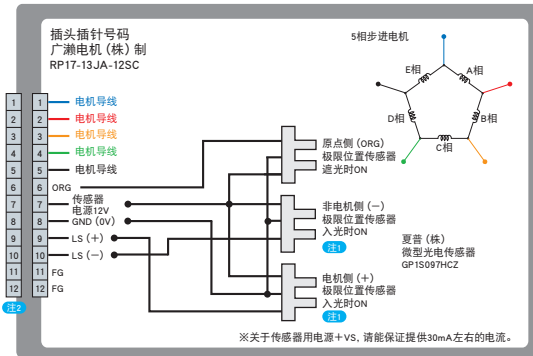 插头插针号码
广濑电机（株）制
RP17-13JA-12SC
5相步进电机
E相
A相
D相
B相
C相
1 1 电机导线
2 2 电机导线
3 3 电机导线
4 4 电机导线
5 5 电机导线
6 6 ORG
7 7 传感器
电源12V
8 8 GND（0V）
9 9 LS（+）
10 10 LS（−）
11 11 FG
12 12 FG
注2
原点侧（ORG）
极限位置传感器
遮光时ON
非电机侧（−）
极限位置传感器
入光时ON
注1
电机侧（+）
极限位置传感器
入光时ON
注1
夏普（株）
微型光电传感器
GP1S097HCZ
※关于传感器用电源+VS, 请能保证提供30mA左右的电流。